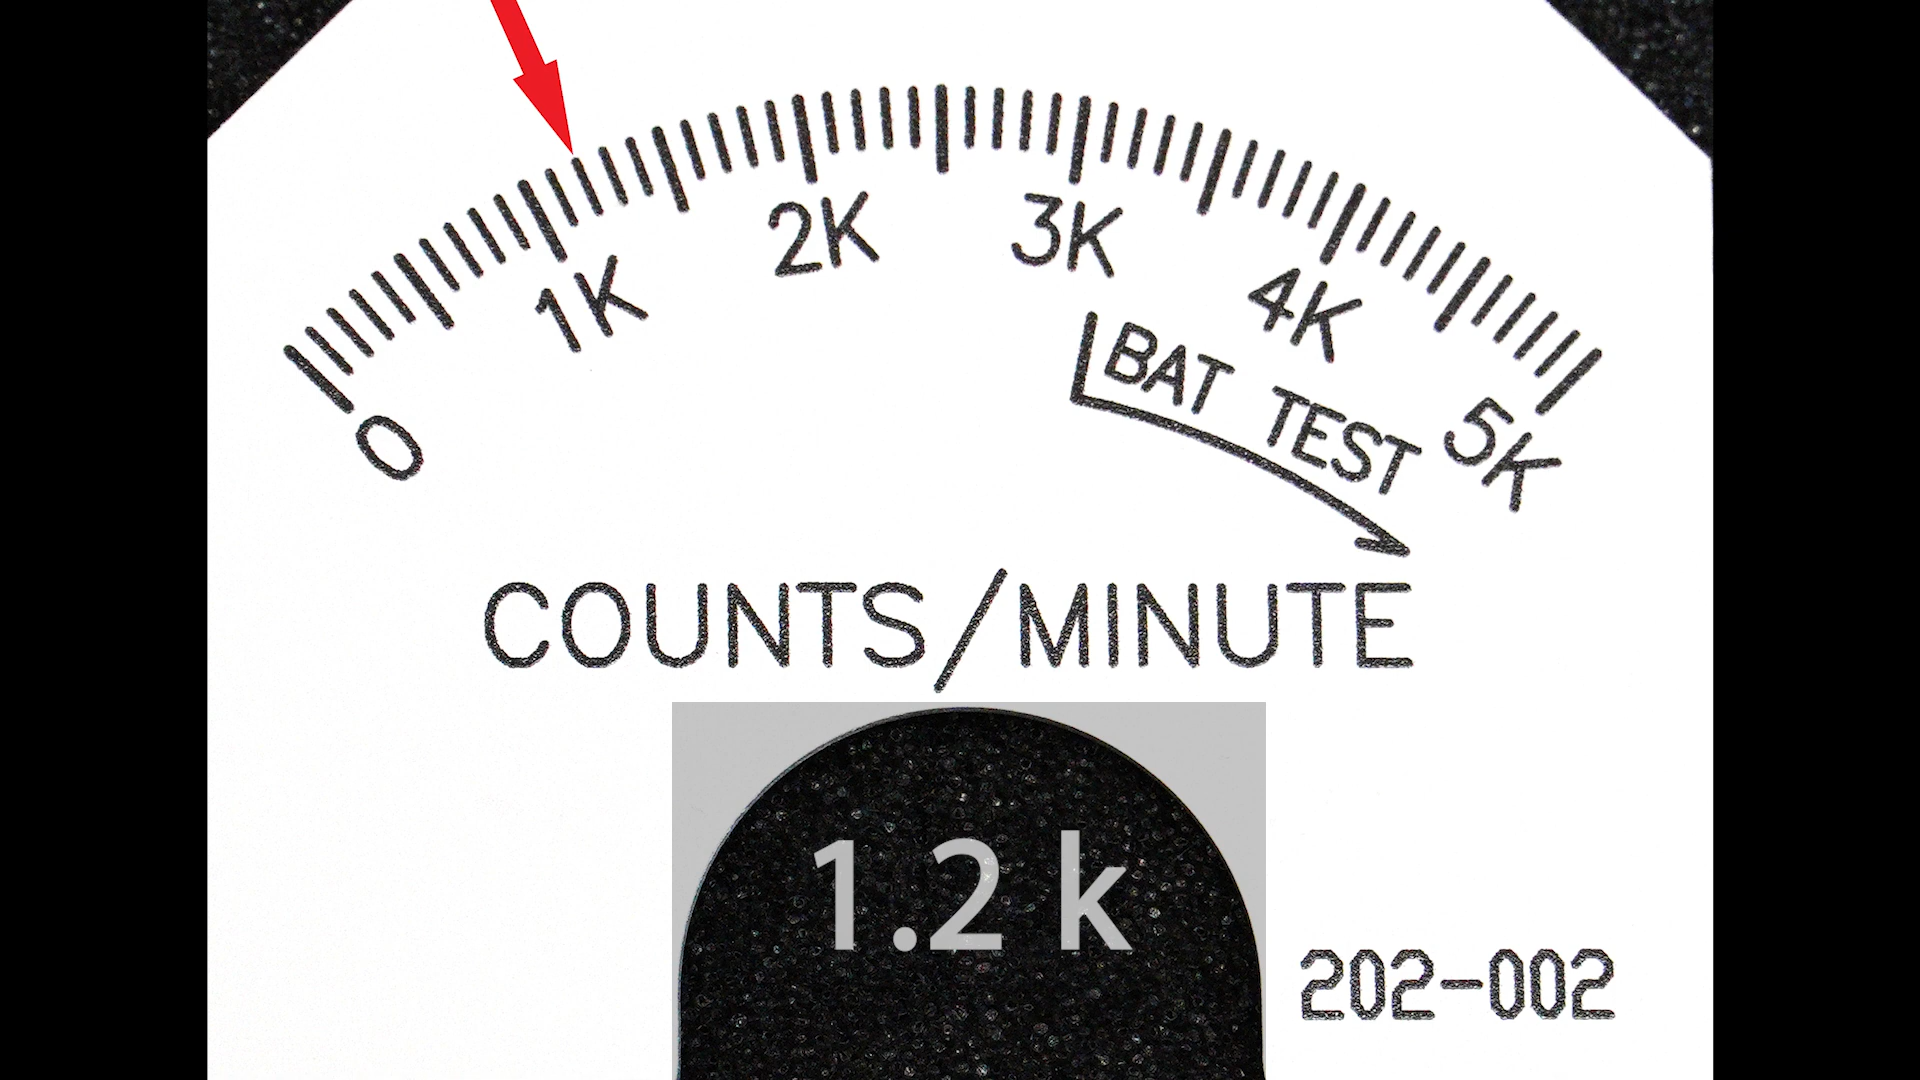 0 1K 2K 3K 4K 5K
BAT TEST
COUNTS/MINUTE
1.2 k
202-002